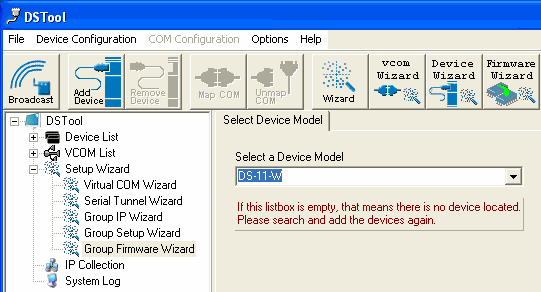 DSTool
File Device Configuration COM Configuration Options Help
Broadcast
Add
Device
Remove
Device
Map COM
Unmap
COM
Wizard
vcom
Wizard
Device
Wizard
Firmware
Wizard
DSTool
Device List
VCOM List
Setup Wizard
Virtual COM Wizard
Serial Tunnel Wizard
Group IP Wizard
Group Setup Wizard
Group Firmware Wizard
IP Collection
System Log
Select Device Model
Select a Device Model
DS-11-W
If this listbox is empty, that means there is no device located.
Please search and add the devices again.